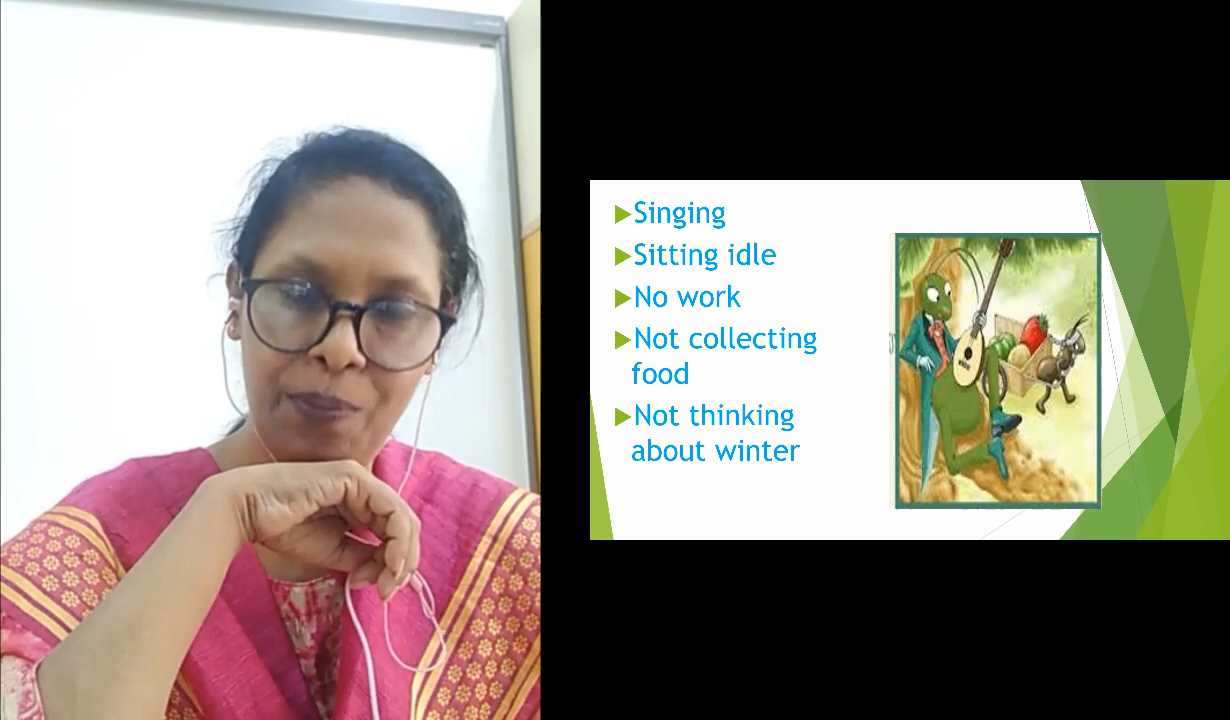 Singing
Sitting idle
No work
Not collecting
food
Not thinking
about winter